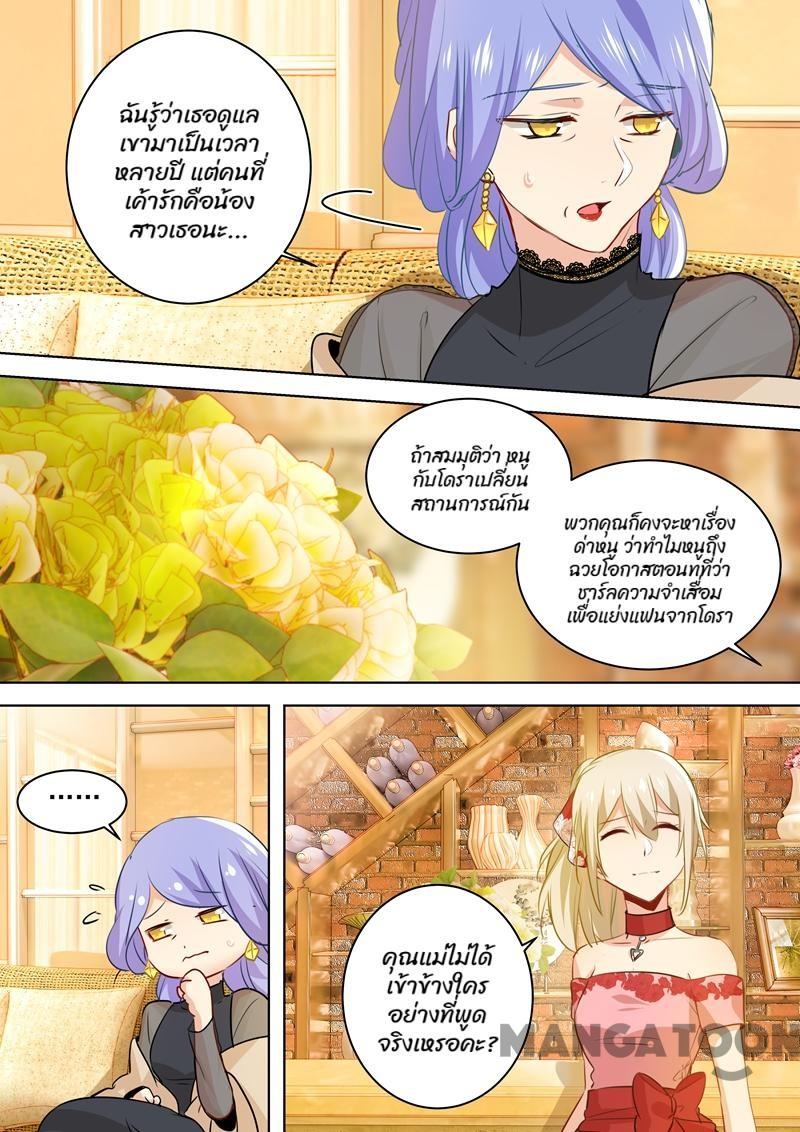 ฉันรู้ว่าเธอดูแล
เขามาเป็นเวลา
หลายปี แต่คนที่
เค้ารักคือน้อง
สาวเธอนะ...
ถ้าสมมุติว่า หนู
กับโดราเปลี่ยน
สถานการณ์กัน
พวกคุณก็คงจะหาเรื่อง
ด่าหนู ว่าทำไมหนูถึง
ฉวยโอกาสตอนทที่ว่า
ชาร์ลความจำเสื่อม
เพื่อแย่งแฟนจากโดรา
......
คุณแม่ไม่ได้
เข้าข้างใคร
อย่างที่พูด
จริงเหรอคะ?
MANGATOON